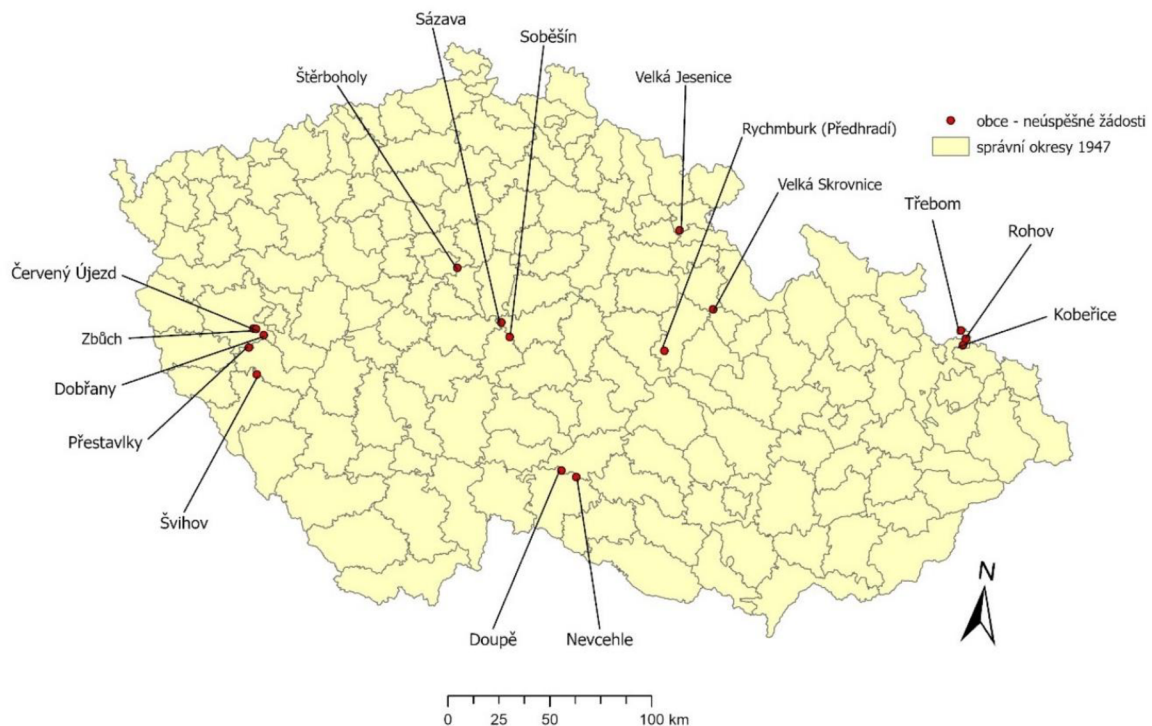 Sázava
Soběšín
Štěrboholy
Velká Jesenice
Rychmburk (Předhradí)
obce - neúspěšné žádosti
správní okresy 1947
Velká Skrovnice
Třebom
Rohov
Kobeřice
Červený Újezd
Zbůch
Dobřany
Přestavlky
Švihov
Doupě
Nevcehle
N
0 25 50 100 km